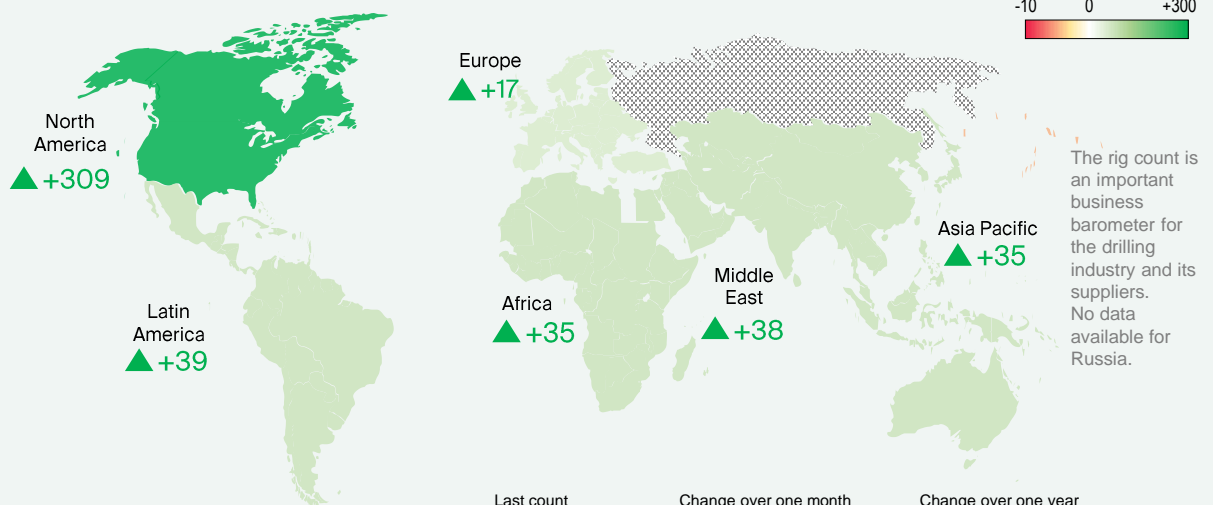 -10 0 +300
Europe
+17
North
America
+309
The rig count is
an important
business
barometer for
the drilling
industry and its
suppliers.
No data
available for
Russia.
Asia Pacific
+35
Middle
East
+38
Africa
+35
Latin
America
+39
Last count Change over one month Change over one year